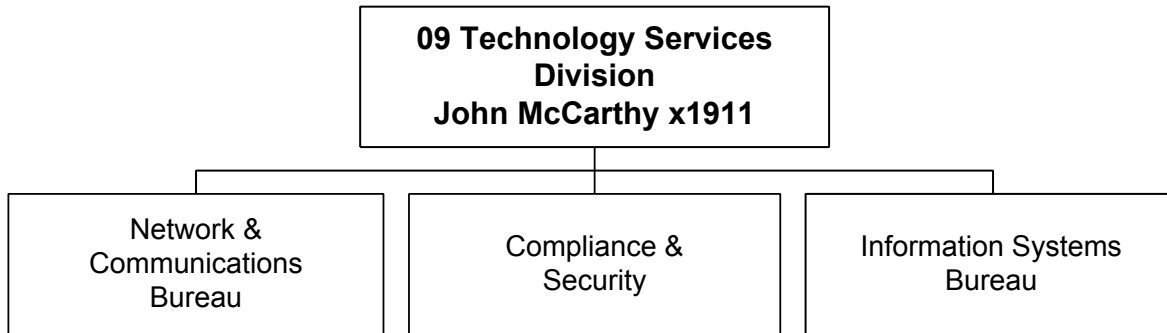 09 Technology Services
Division
John McCarthy x1911
Network &
Communications
Bureau
Compliance &
Security
Information Systems
Bureau